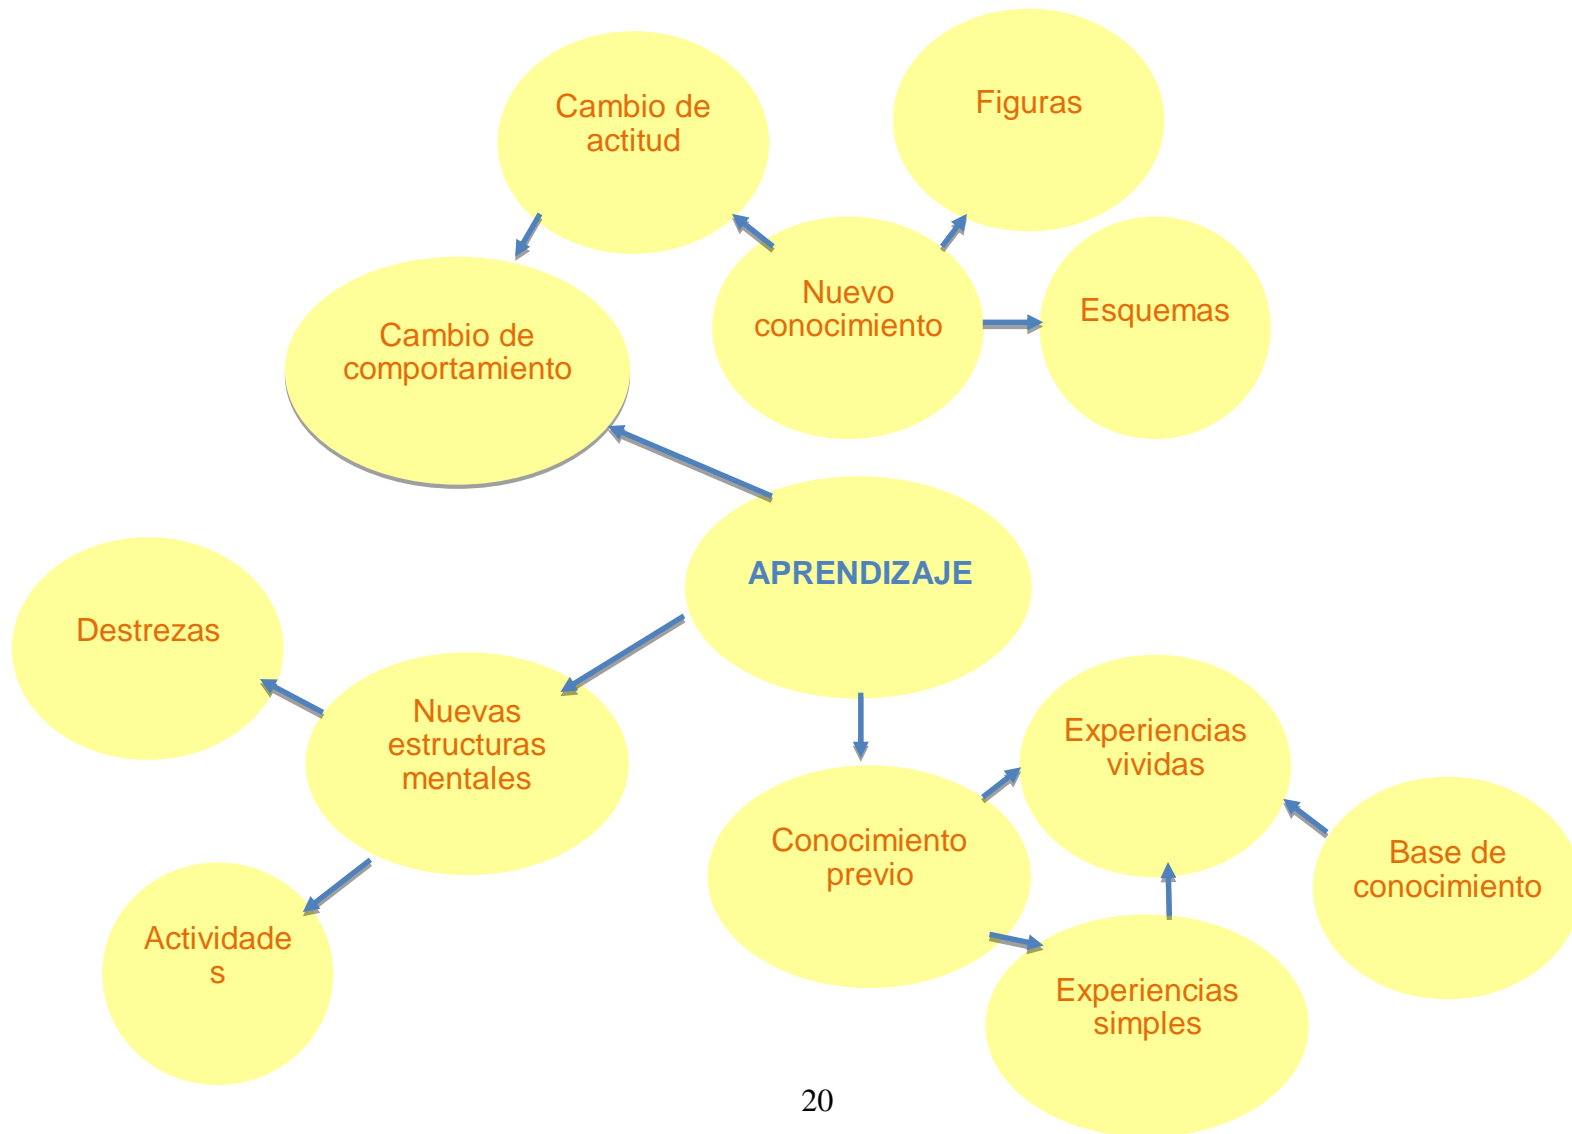 Cambio de
actitud
Figuras
Nuevo
conocimiento
Esquemas
Cambio de
comportamiento
APRENDIZAJE
Destrezas
Nuevas
estructuras
mentales
Experiencias
vividas
Conocimiento
previo
Base de
conocimiento
Actividade
s
Experiencias
simples
20